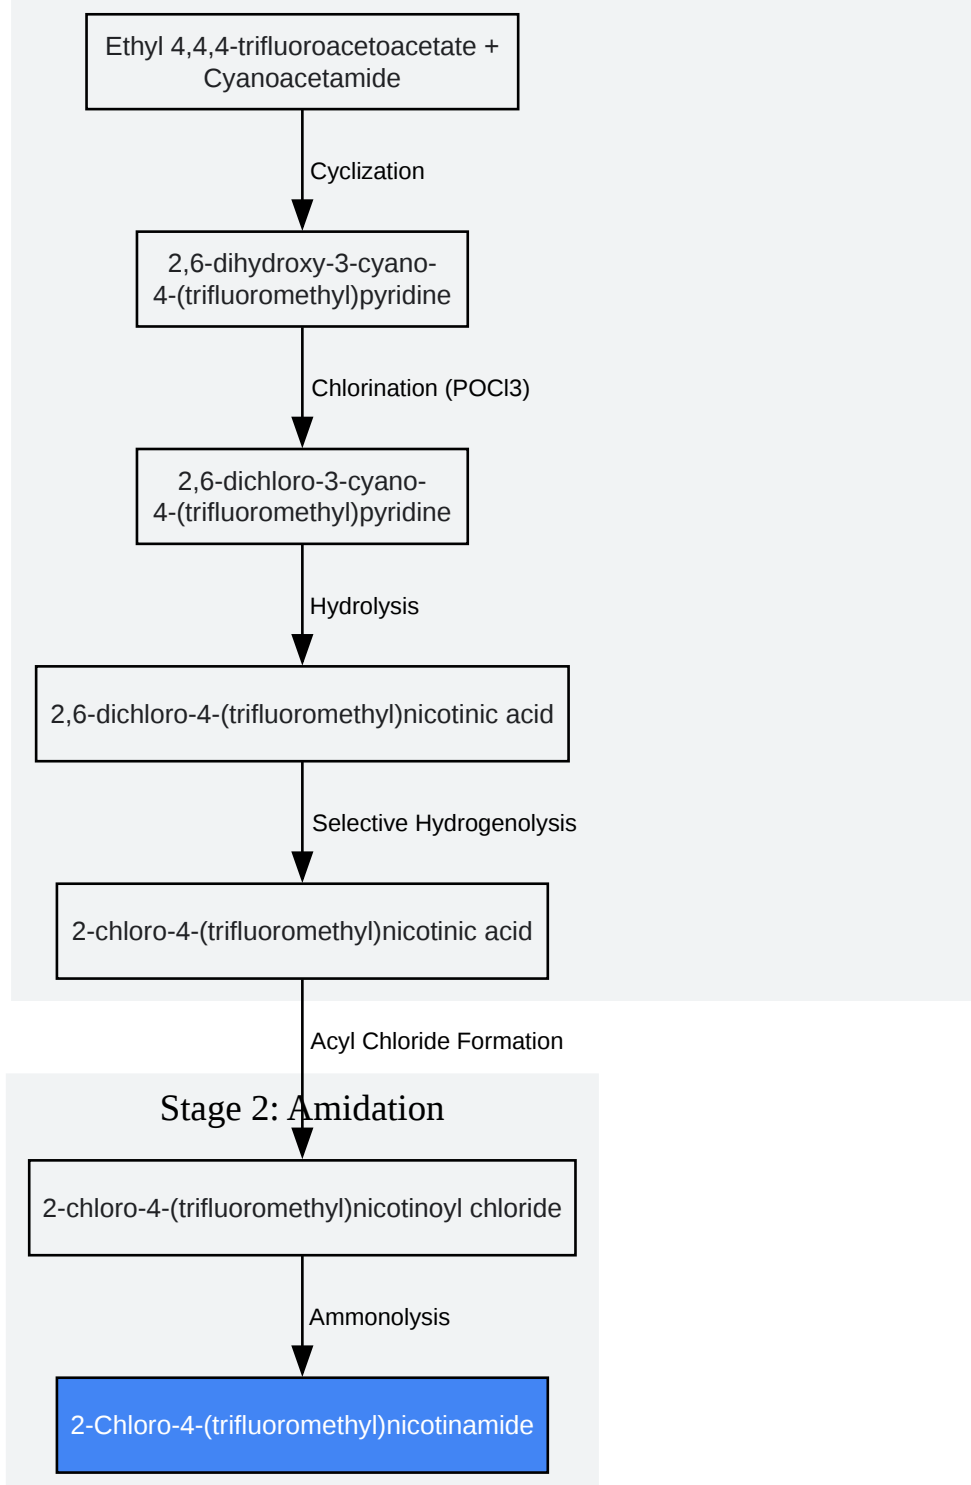 Ethyl 4,4,4-trifluoroacetoacetate +
Cyanoacetamide
Cyclization
2,6-dihydroxy-3-cyano-
4-(trifluoromethyl)pyridine
Chlorination (POCl3)
2,6-dichloro-3-cyano-
4-(trifluoromethyl)pyridine
Hydrolysis
2,6-dichloro-4-(trifluoromethyl)nicotinic acid
Selective Hydrogenolysis
2-chloro-4-(trifluoromethyl)nicotinic acid
Acyl Chloride Formation
Stage 2: Amidation
2-chloro-4-(trifluoromethyl)nicotinoyl chloride
Ammonolysis
2-Chloro-4-(trifluoromethyl)nicotinamide